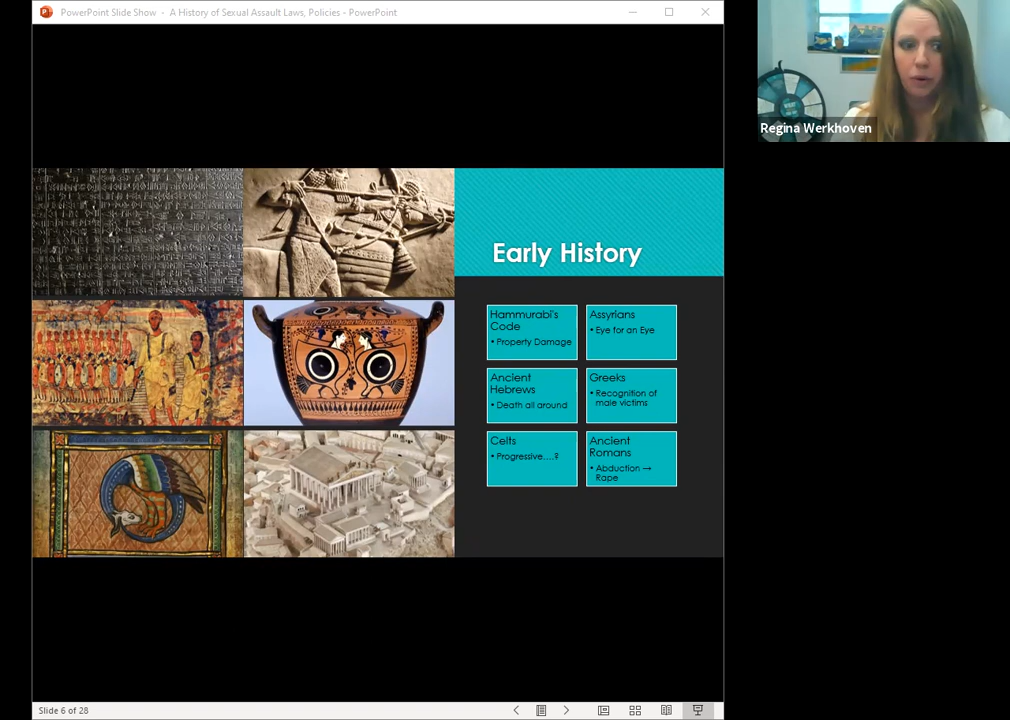 PowerPoint Slide Show - A History of Sexual Assault Laws, Policies - PowerPoint
Regina Werkhoven
Early History
Hammurabi's
Code
• Property Damage
Assyrians
• Eye for an Eye
Ancient
Hebrews
• Death all around
Greeks
• Recognition of
male victims
Celts
• Progressive....?
Ancient
Romans
• Abduction →
Rape
Slide 6 of 28